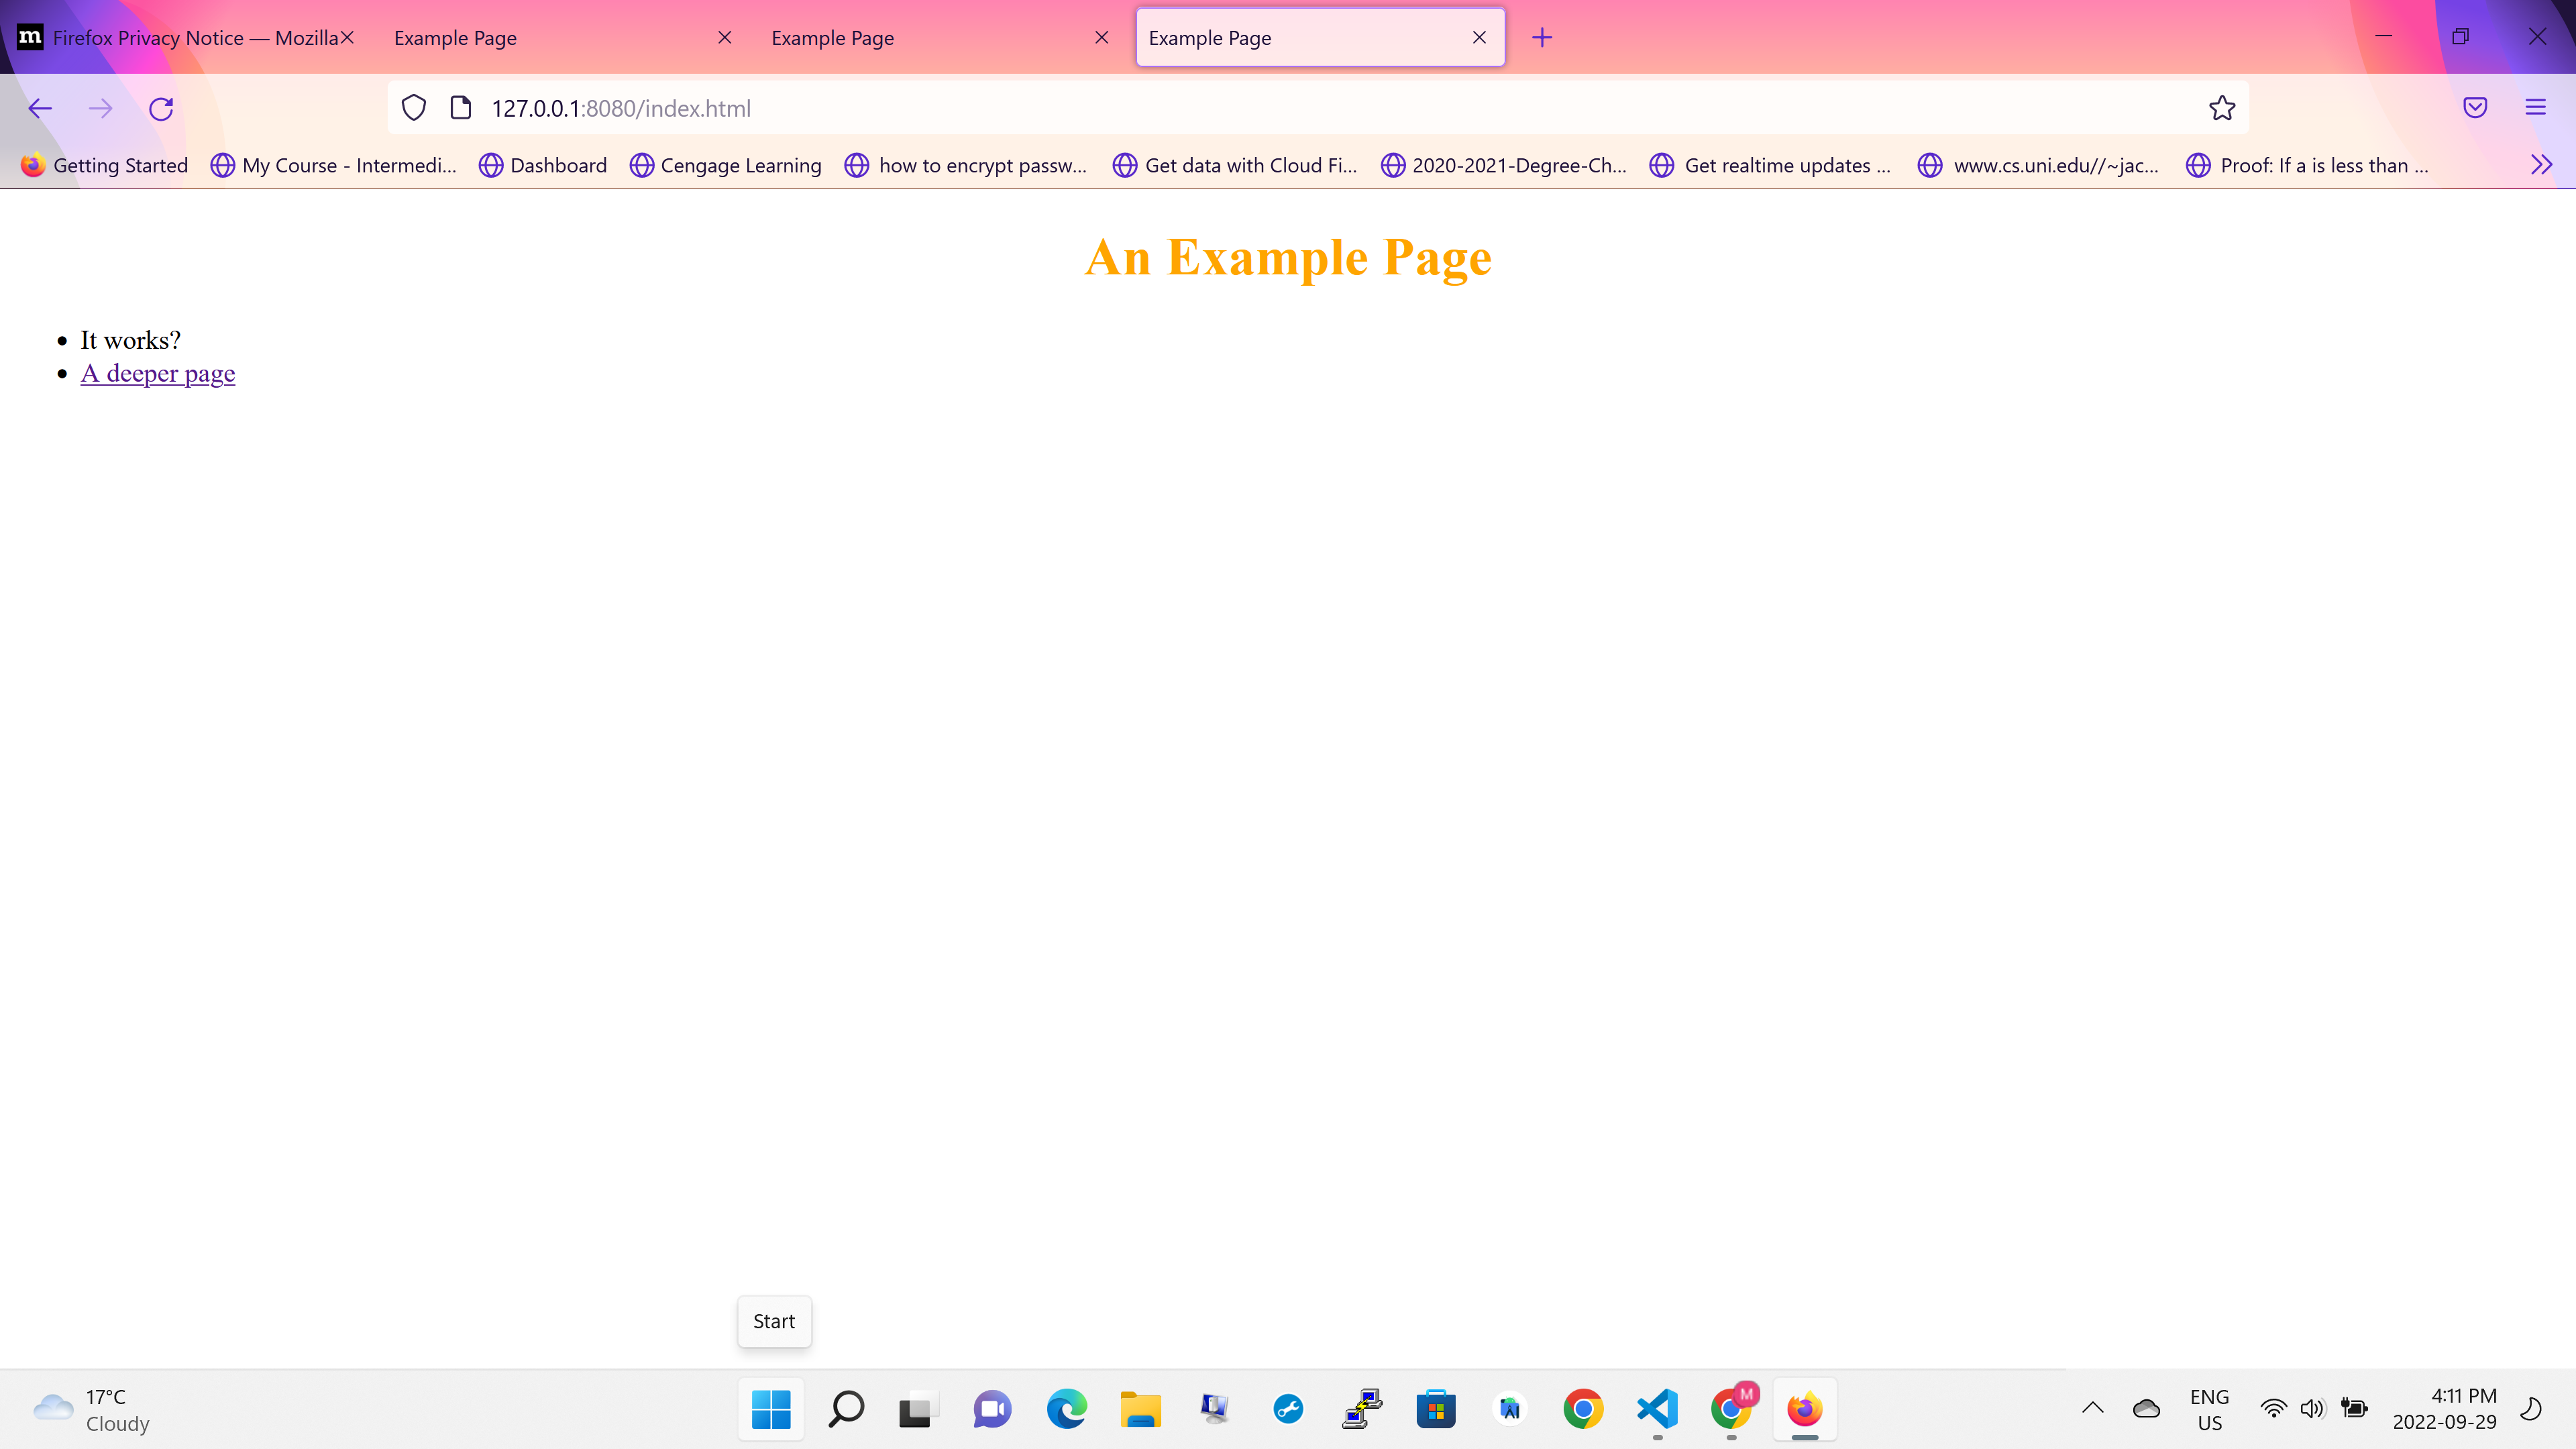 m Firefox Privacy Notice — Mozilla
Example Page
Example Page
Example Page
127.0.0.1:8080/index.html
Getting Started
My Course - Intermedi...
Dashboard
Cengage Learning
how to encrypt passw...
Get data with Cloud Fi...
2020-2021-Degree-Ch...
Get realtime updates ...
www.cs.uni.edu//~jac...
Proof: If a is less than ...
An Example Page
• It works?
• A deeper page
Start
17°C
Cloudy
M
ENG
US
4:11 PM
2022-09-29